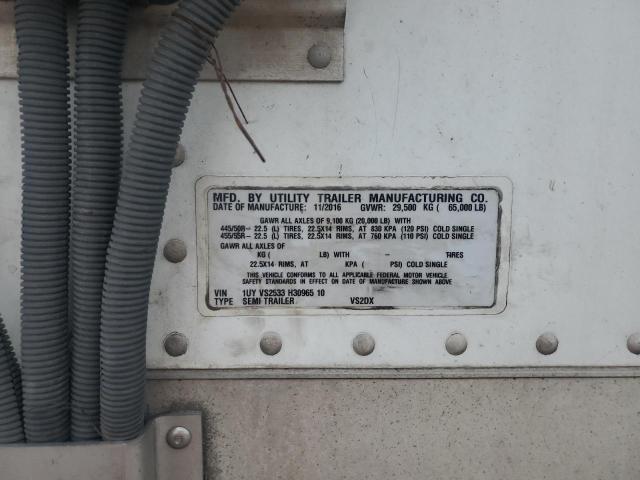 MFD. BY UTILITY TRAILER MANUFACTURING CO.
DATE OF MANUFACTURE: 11/2016 GVWR: 29,500 KG ( 65,000 LB)
GAWR ALL AXLES OF 9,100 KG (20,000 LB) WITH
445/50R- 22.5 (L) TIRES, 22.5X14 RIMS, AT 830 KPA (120 PSI) COLD SINGLE
455/55R- 22.5 (L) TIRES, 22.5X14 RIMS, AT 760 KPA (110 PSI) COLD SINGLE
GAWR ALL AXLES OF
KG ( LB) WITH - TIRES
22.5X14 RIMS, AT KPA ( PSI) COLD SINGLE
THIS VEHICLE CONFORMS TO ALL APPLICABLE FEDERAL MOTOR VEHICLE
SAFETY STANDARDS IN EFFECT ON DATE OF MANUFACTURE SHOWN ABOVE
VIN 1UY VS2533 H30965 10
TYPE SEMI TRAILER VS2DX